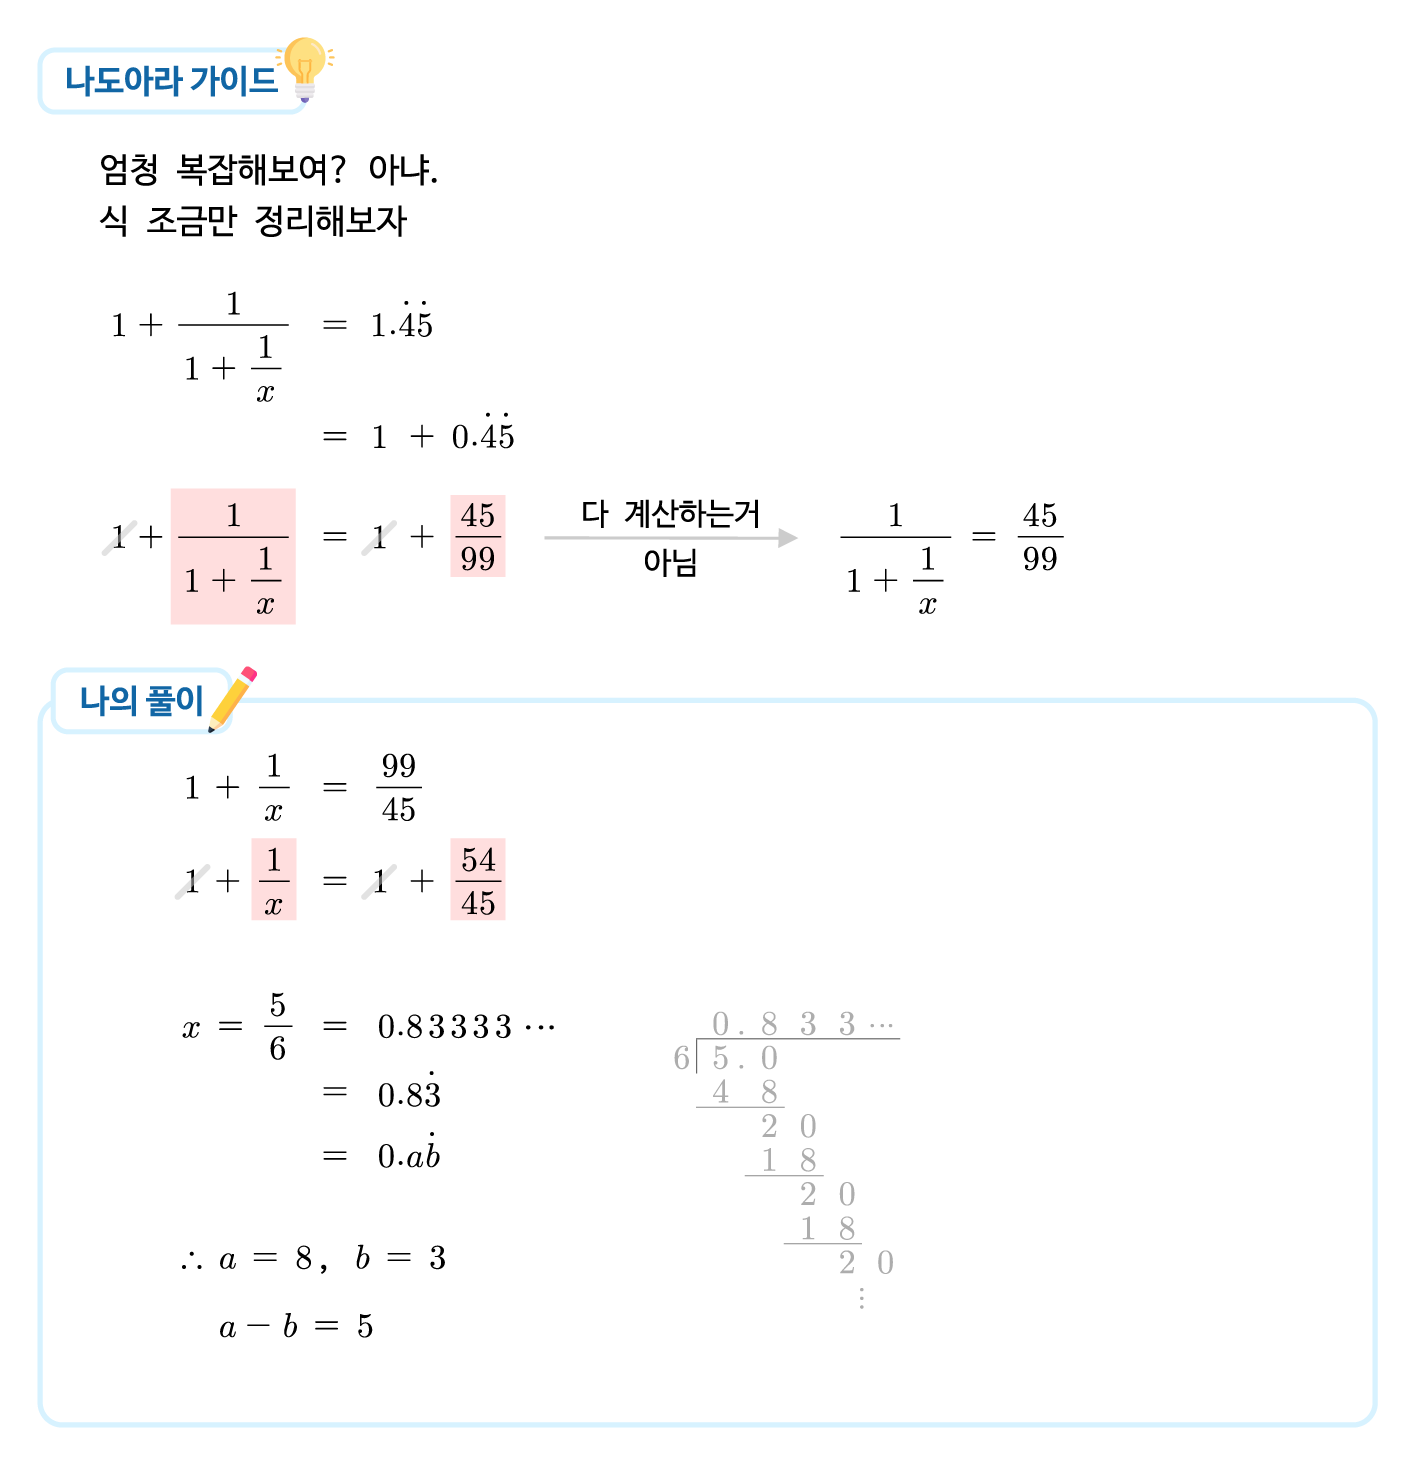 나도아라 가이드
엄청 복잡해보여? 아냐.
식 조금만 정리해보자
1 + \frac{1}{1 + \frac{1}{x}} = 1.\dot{4}\dot{5}
= 1 + 0.\dot{4}\dot{5}
1 + \frac{1}{1 + \frac{1}{x}} = 1 + \frac{45}{99} 다 계산하는거 아님 \frac{1}{1 + \frac{1}{x}} = \frac{45}{99}
나의 풀이
1 + \frac{1}{x} = \frac{99}{45}
1 + \frac{1}{x} = 1 + \frac{54}{45}
x = \frac{5}{6} = 0.83333⋯
= 0.8\dot{3}
= 0.a\dot{b}
∴ a = 8, b = 3
a − b = 5
0.833⋯
6 5.0
4 8
2 0
1 8
2 0
1 8
2 0
⋮